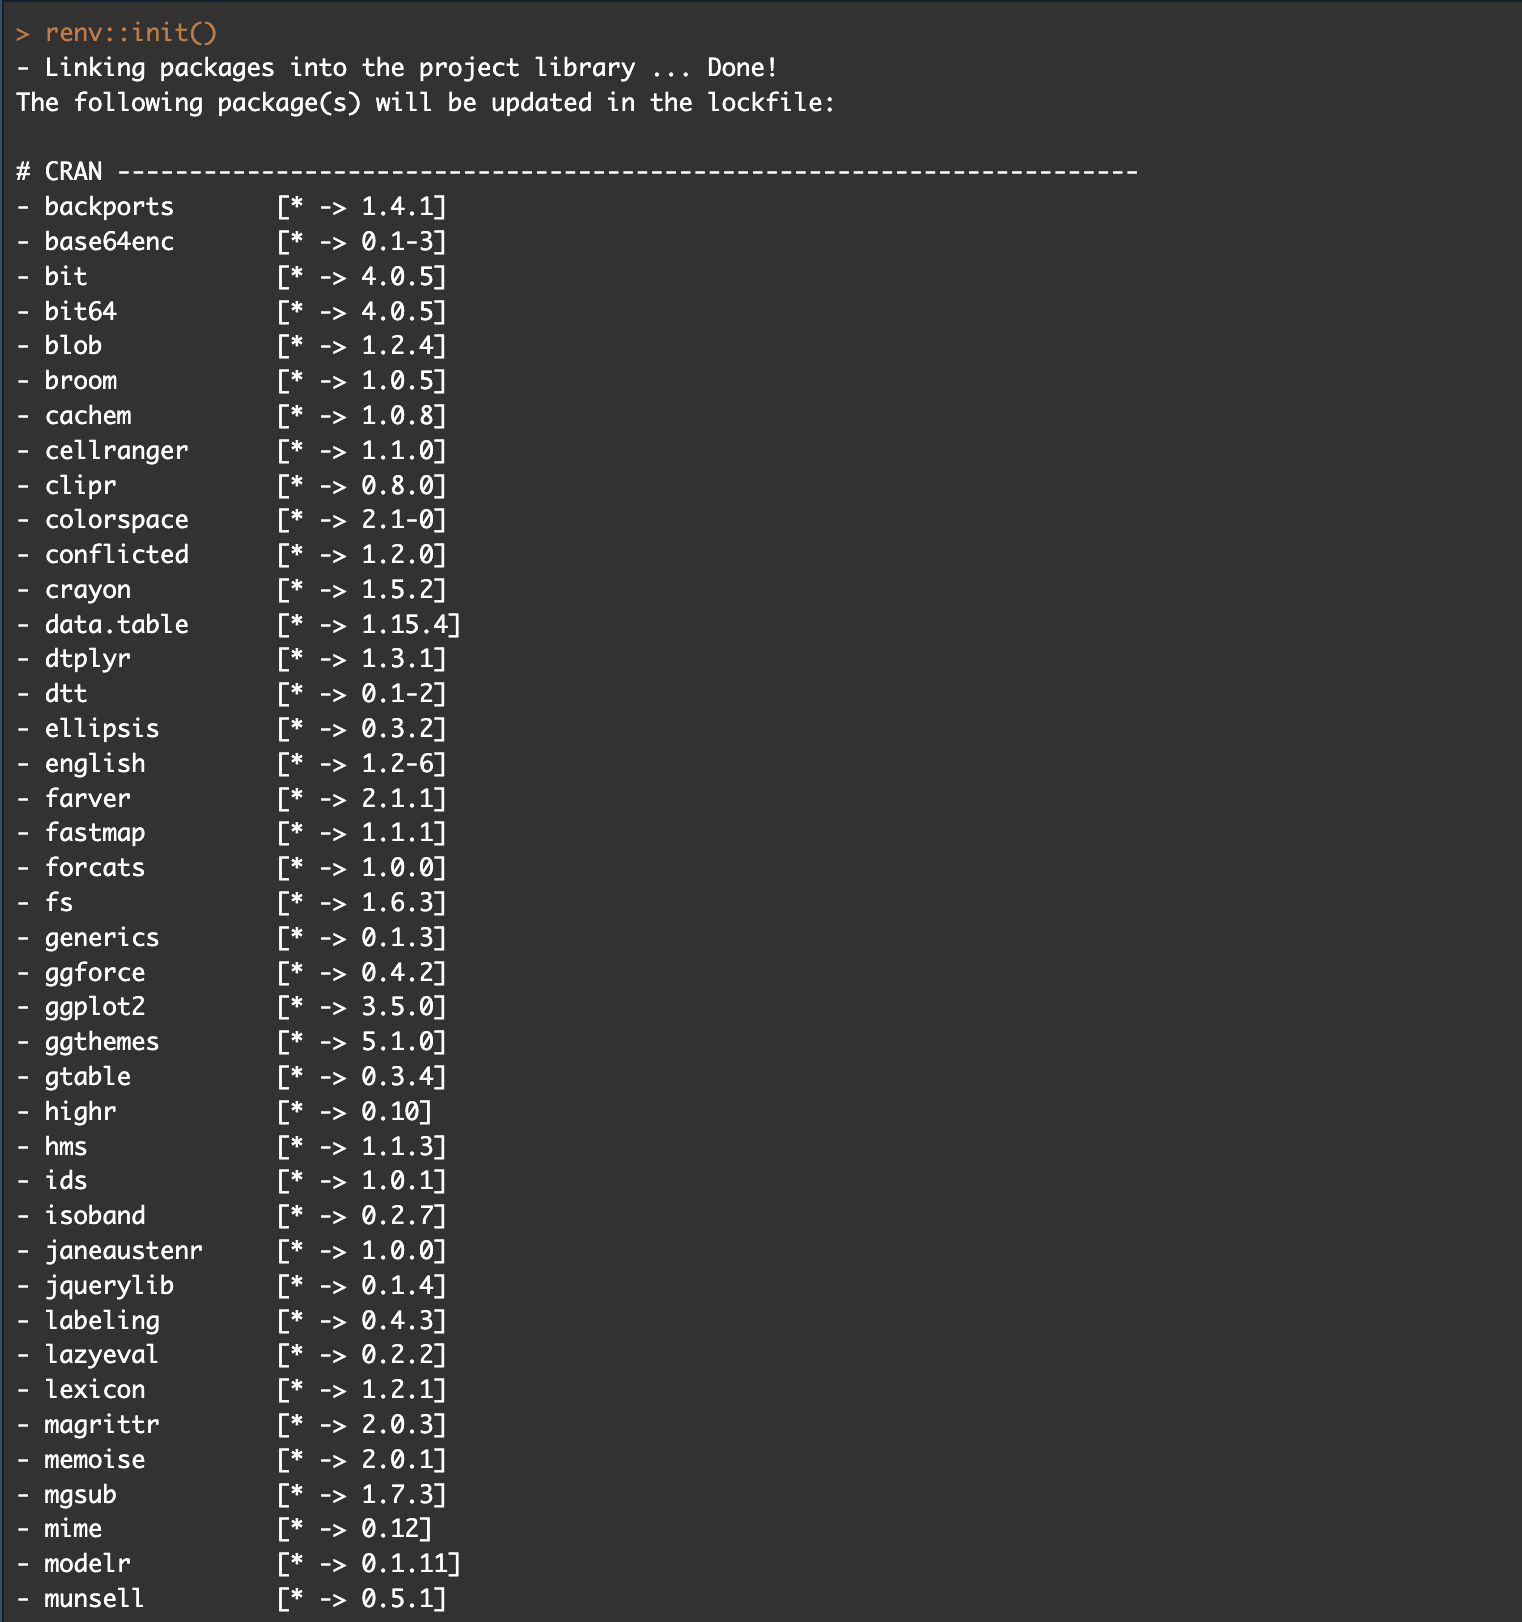 > renv::init()
- Linking packages into the project library ... Done!
The following package(s) will be updated in the lockfile:
# CRAN -----------------------------------------------------------------------
- backports       [* -> 1.4.1]
- base64enc       [* -> 0.1-3]
- bit             [* -> 4.0.5]
- bit64           [* -> 4.0.5]
- blob            [* -> 1.2.4]
- broom           [* -> 1.0.5]
- cachem          [* -> 1.0.8]
- cellranger      [* -> 1.1.0]
- clipr           [* -> 0.8.0]
- colorspace      [* -> 2.1-0]
- conflicted      [* -> 1.2.0]
- crayon          [* -> 1.5.2]
- data.table      [* -> 1.15.4]
- dtplyr          [* -> 1.3.1]
- dtt             [* -> 0.1-2]
- ellipsis        [* -> 0.3.2]
- english         [* -> 1.2-6]
- farver          [* -> 2.1.1]
- fastmap         [* -> 1.1.1]
- forcats         [* -> 1.0.0]
- fs              [* -> 1.6.3]
- generics        [* -> 0.1.3]
- ggforce         [* -> 0.4.2]
- ggplot2         [* -> 3.5.0]
- ggthemes        [* -> 5.1.0]
- gtable          [* -> 0.3.4]
- highr           [* -> 0.10]
- hms             [* -> 1.1.3]
- ids             [* -> 1.0.1]
- isoband         [* -> 0.2.7]
- janeaustenr     [* -> 1.0.0]
- jquerylib       [* -> 0.1.4]
- labeling        [* -> 0.4.3]
- lazyeval        [* -> 0.2.2]
- lexicon         [* -> 1.2.1]
- magrittr        [* -> 2.0.3]
- memoise         [* -> 2.0.1]
- mgsub           [* -> 1.7.3]
- mime            [* -> 0.12]
- modelr          [* -> 0.1.11]
- munsell         [* -> 0.5.1]